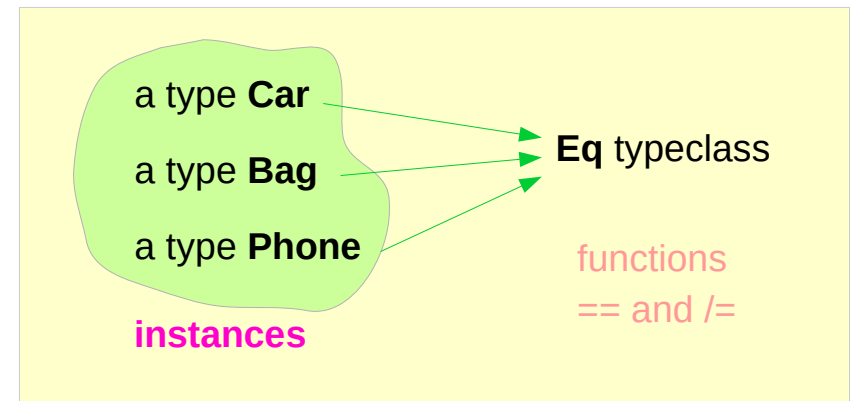 a type Car
a type Bag
a type Phone
instances
Eq typeclass
functions
== and /=